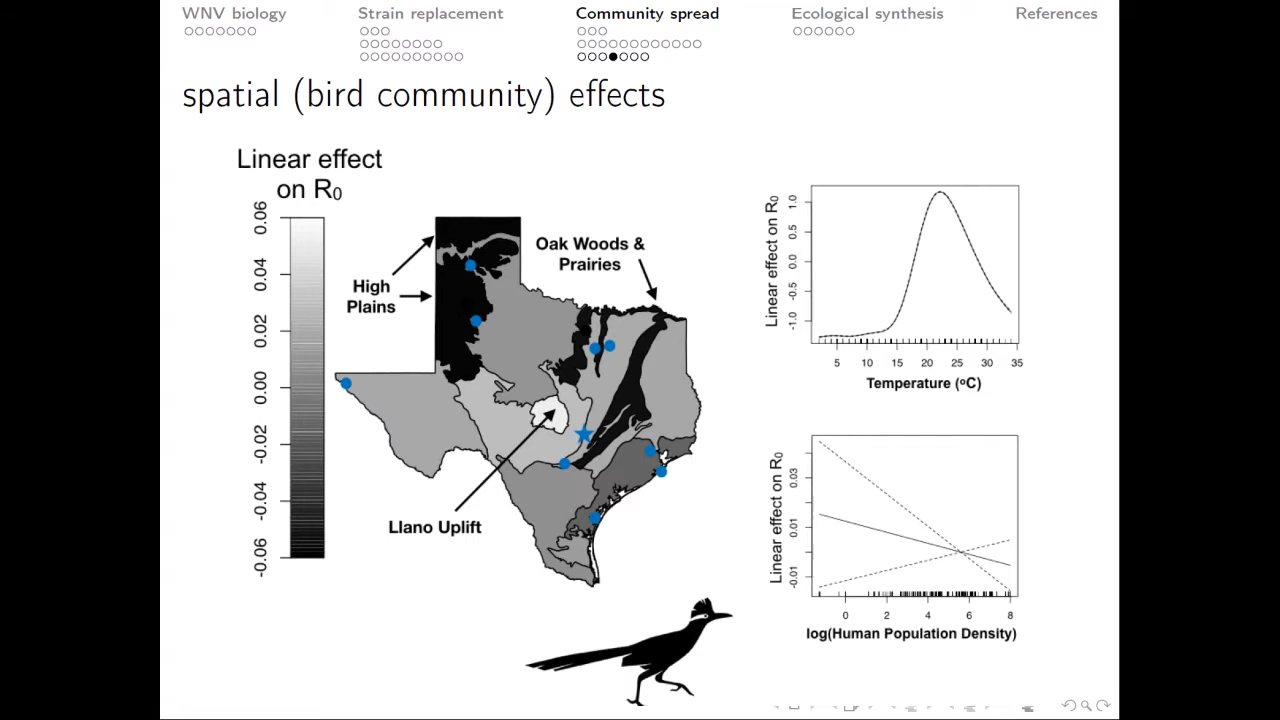 WNV biology Strain replacement Community spread Ecological synthesis References
spatial (bird community) effects
Linear effect
on R₀
0.06
0.04
0.02
0.00
-0.02
-0.04
-0.06
High
Plains
Oak Woods &
Prairies
Llano Uplift
Linear effect on R₀
1.0
0.5
0.0
-0.5
-1.0
5 10 15 20 25 30 35
Temperature (ºC)
Linear effect on R₀
0.03
0.01
-0.01
0 2 4 6 8
log(Human Population Density)